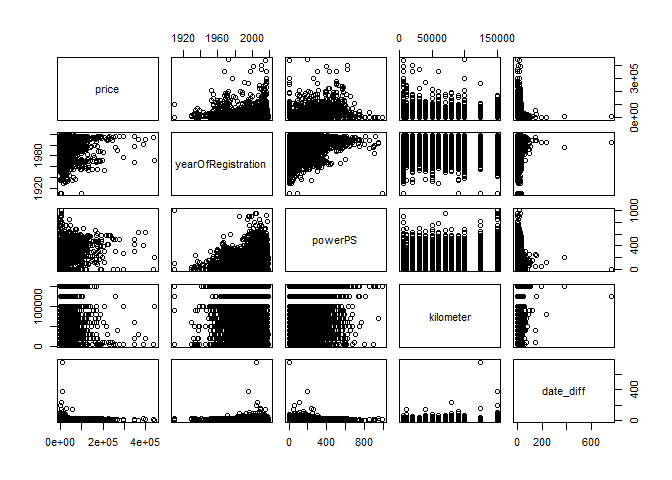 1920 1960 2000 0 50000 150000
price 0e+00 3e+05
1920 1980 yearOfRegistration
powerPS 0 400 1000
0 100000 kilometer
date_diff 0 400
0e+00 2e+05 4e+05 0 400 800 0 200 600